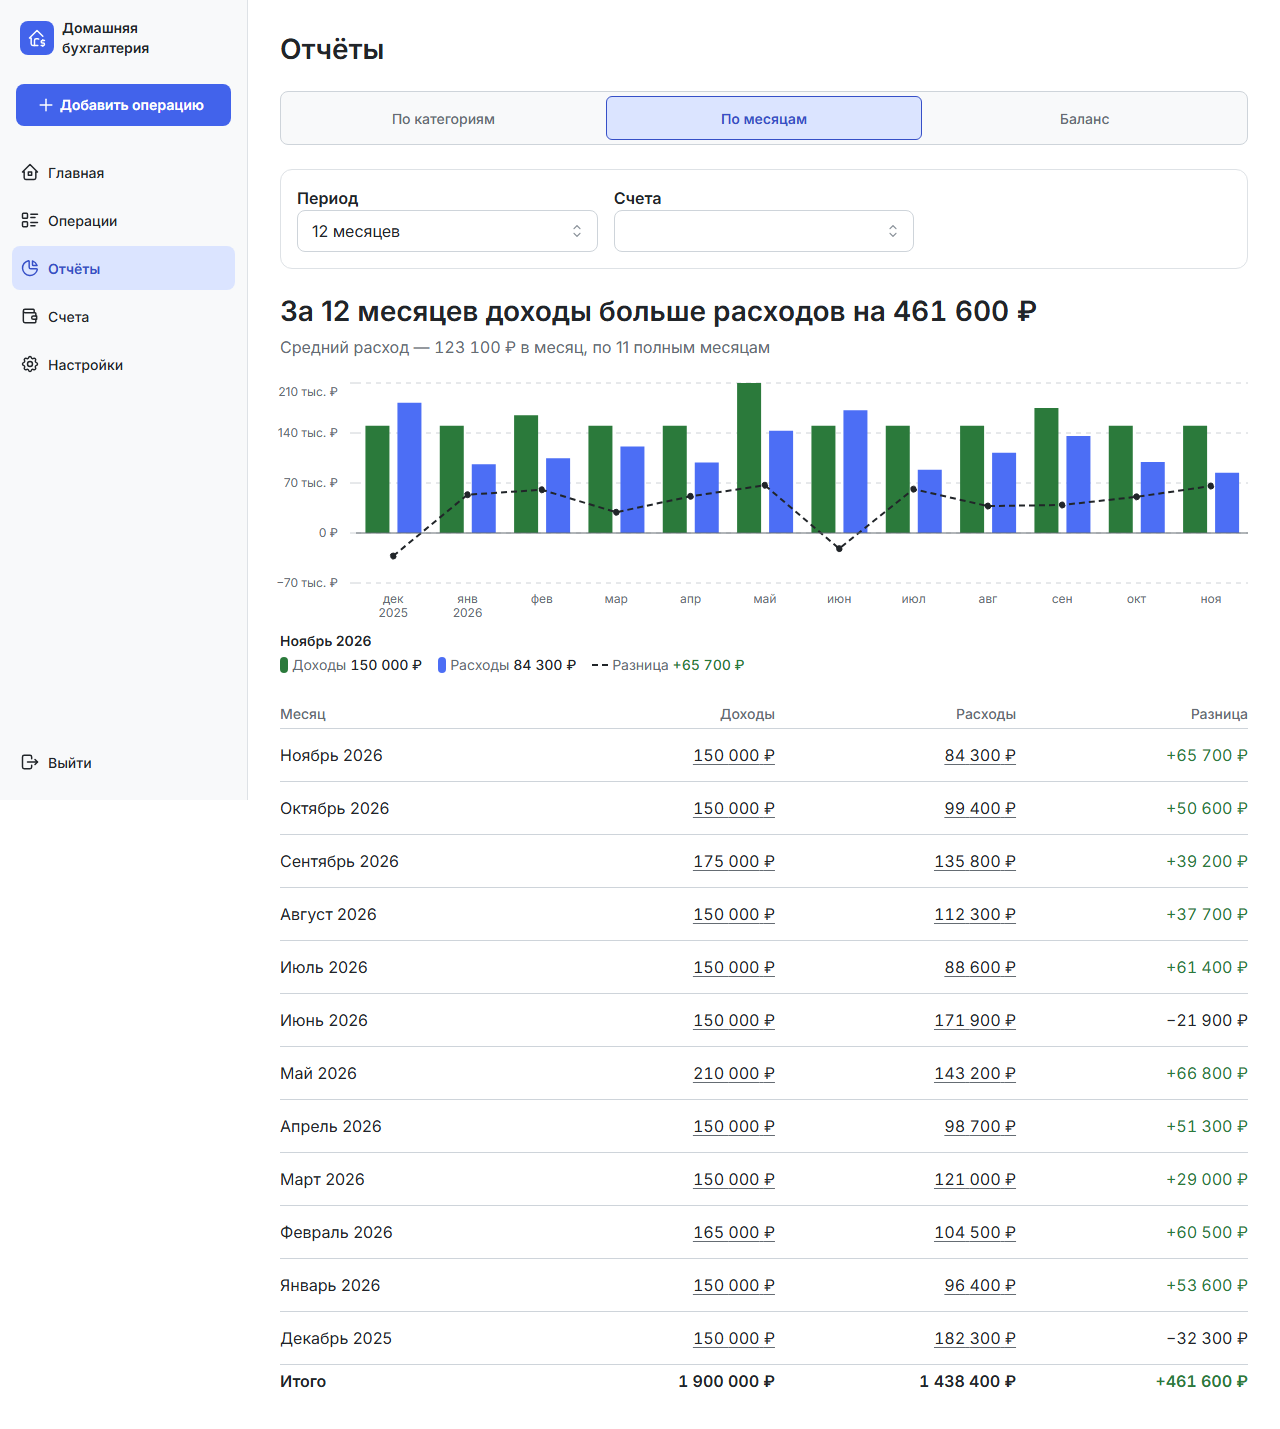 Домашняя
бухгалтерия
Добавить операцию
Главная
Операции
Отчёты
Счета
Настройки
Выйти
Отчёты
По категориям
По месяцам
Баланс
Период
Счета
12 месяцев
За 12 месяцев доходы больше расходов на 461 600 ₽
Средний расход — 123 100 ₽ в месяц, по 11 полным месяцам
210 тыс. ₽
140 тыс. ₽
70 тыс. ₽
0 ₽
−70 тыс. ₽
дек янв фев мар апр май июн июл авг сен окт ноя
2025 2026
Ноябрь 2026
Доходы 150 000 ₽ Расходы 84 300 ₽ Разница +65 700 ₽
Месяц Доходы Расходы Разница
Ноябрь 2026 150 000 ₽ 84 300 ₽ +65 700 ₽
Октябрь 2026 150 000 ₽ 99 400 ₽ +50 600 ₽
Сентябрь 2026 175 000 ₽ 135 800 ₽ +39 200 ₽
Август 2026 150 000 ₽ 112 300 ₽ +37 700 ₽
Июль 2026 150 000 ₽ 88 600 ₽ +61 400 ₽
Июнь 2026 150 000 ₽ 171 900 ₽ −21 900 ₽
Май 2026 210 000 ₽ 143 200 ₽ +66 800 ₽
Апрель 2026 150 000 ₽ 98 700 ₽ +51 300 ₽
Март 2026 150 000 ₽ 121 000 ₽ +29 000 ₽
Февраль 2026 165 000 ₽ 104 500 ₽ +60 500 ₽
Январь 2026 150 000 ₽ 96 400 ₽ +53 600 ₽
Декабрь 2025 150 000 ₽ 182 300 ₽ −32 300 ₽
Итого 1 900 000 ₽ 1 438 400 ₽ +461 600 ₽